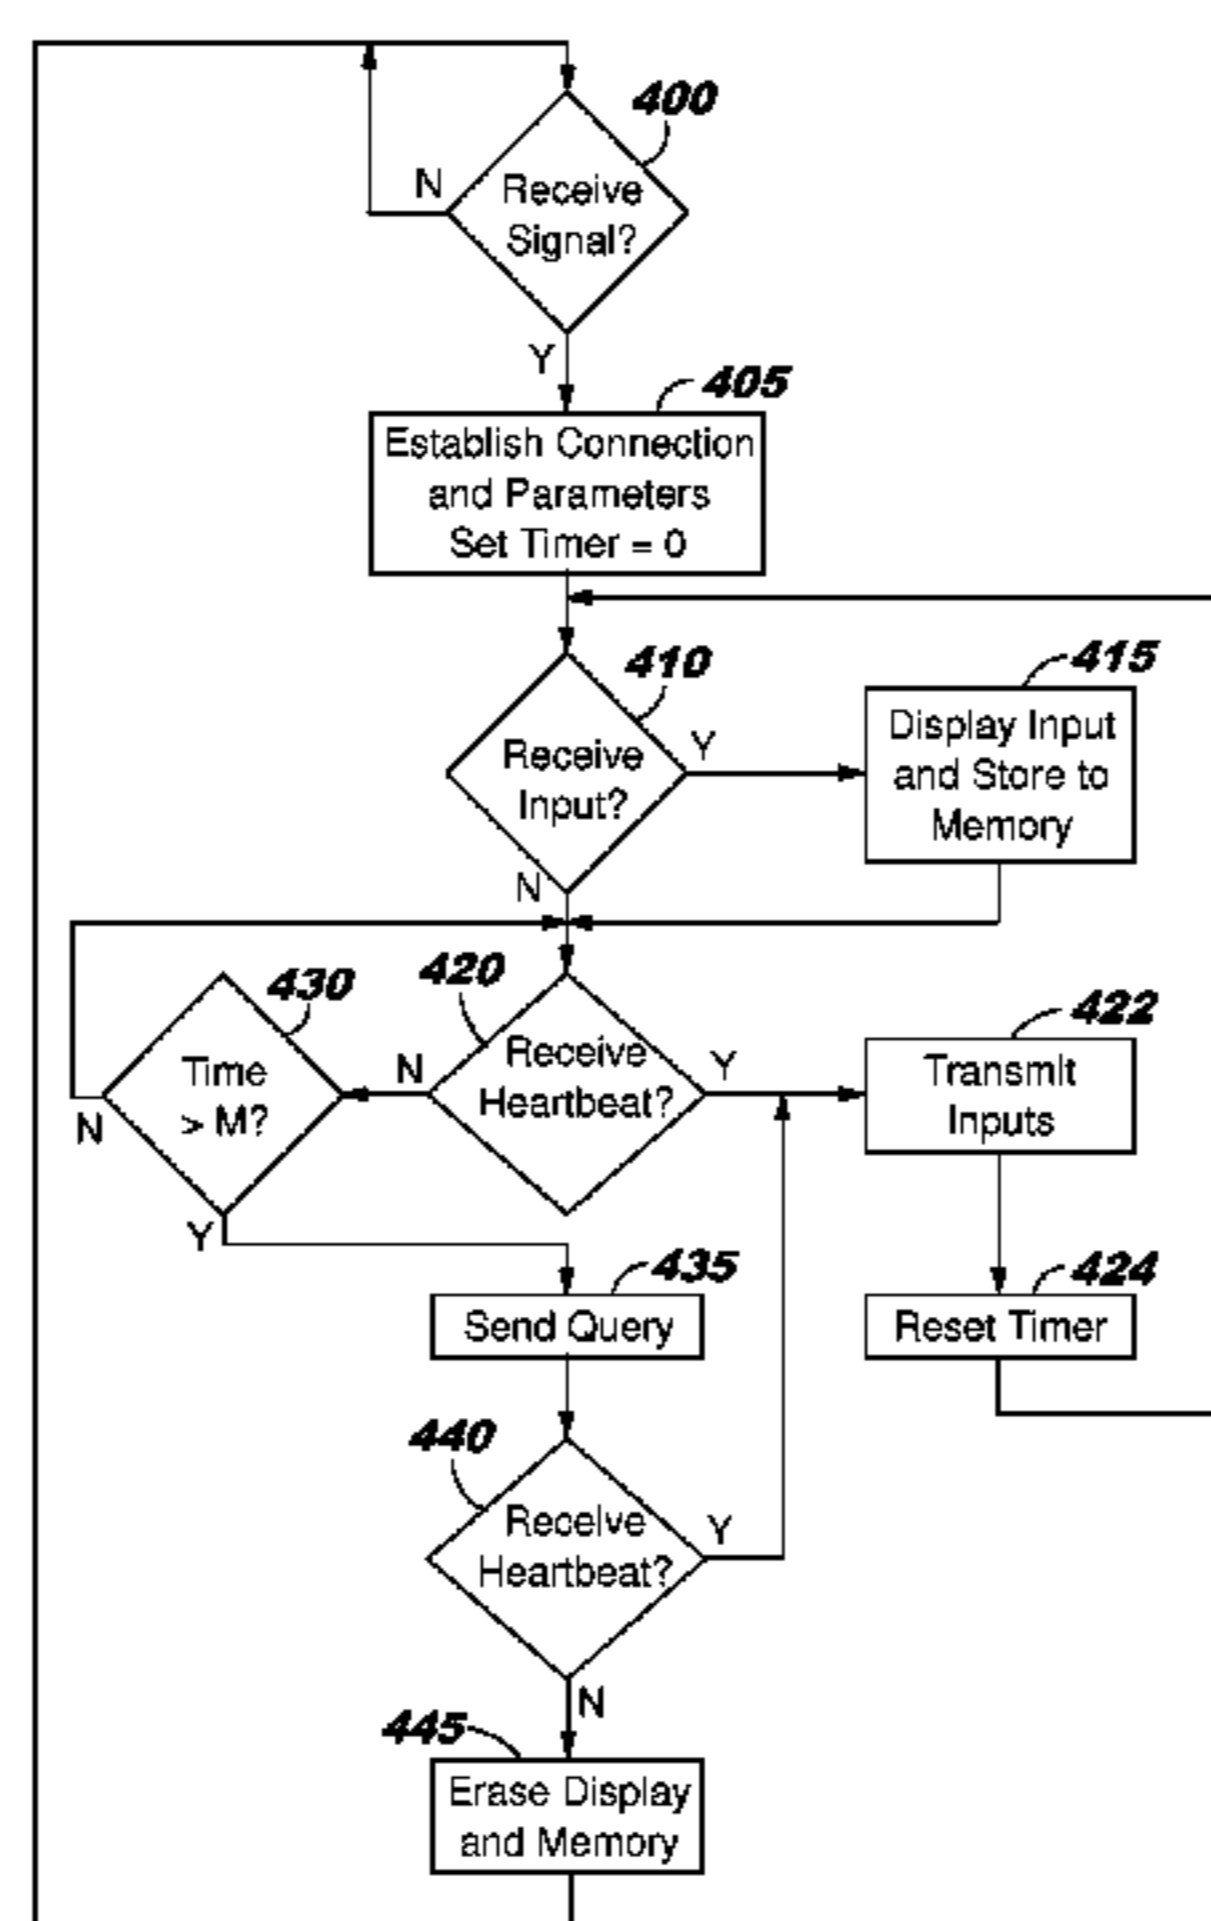 400
N
Receive
Signal?
Y
405
Establish Connection
and Parameters
Set Timer = 0
410
415
Receive
Input?
Y
Display Input
and Store to
Memory
N
430
420
422
Time
> M?
N
N
Receive
Heartbeat?
Y
Transmit
Inputs
Y
435
424
Send Query
Reset Timer
440
Receive
Heartbeat?
Y
N
445
Erase Display
and Memory